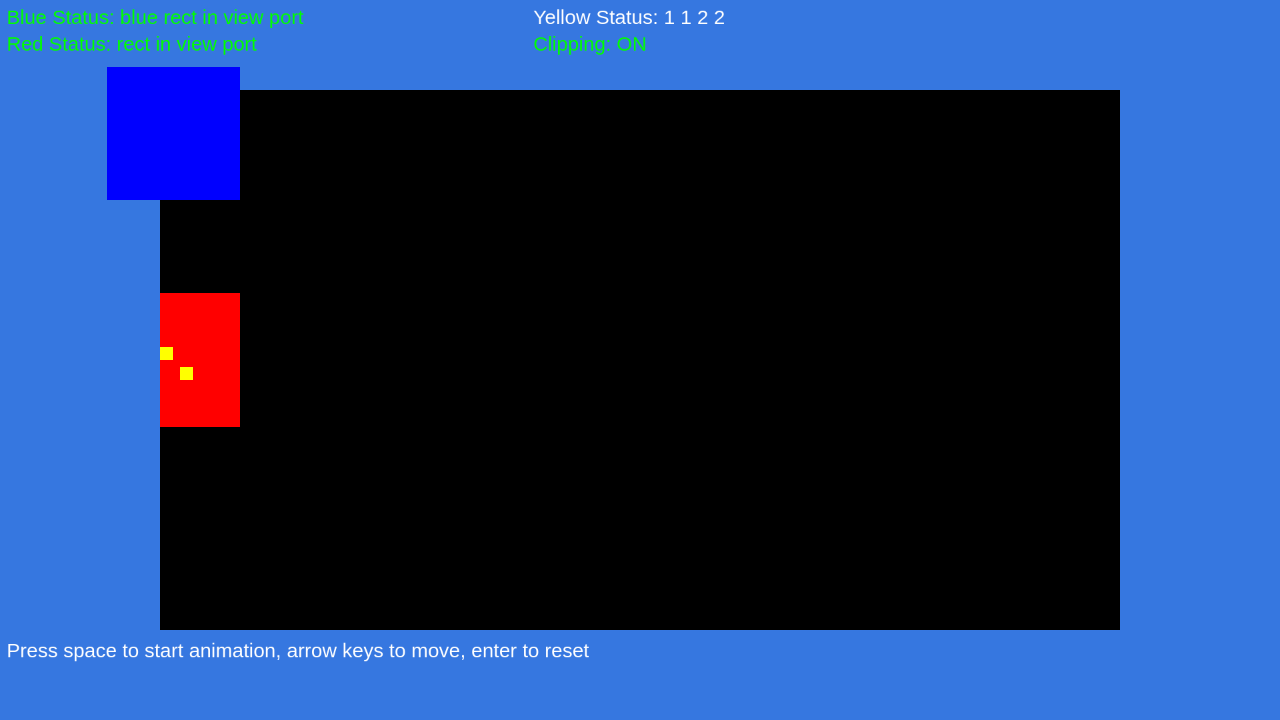 Blue Status: blue rect in view port
Yellow Status: 1 1 2 2
Red Status: rect in view port
Clipping: ON
Press space to start animation, arrow keys to move, enter to reset